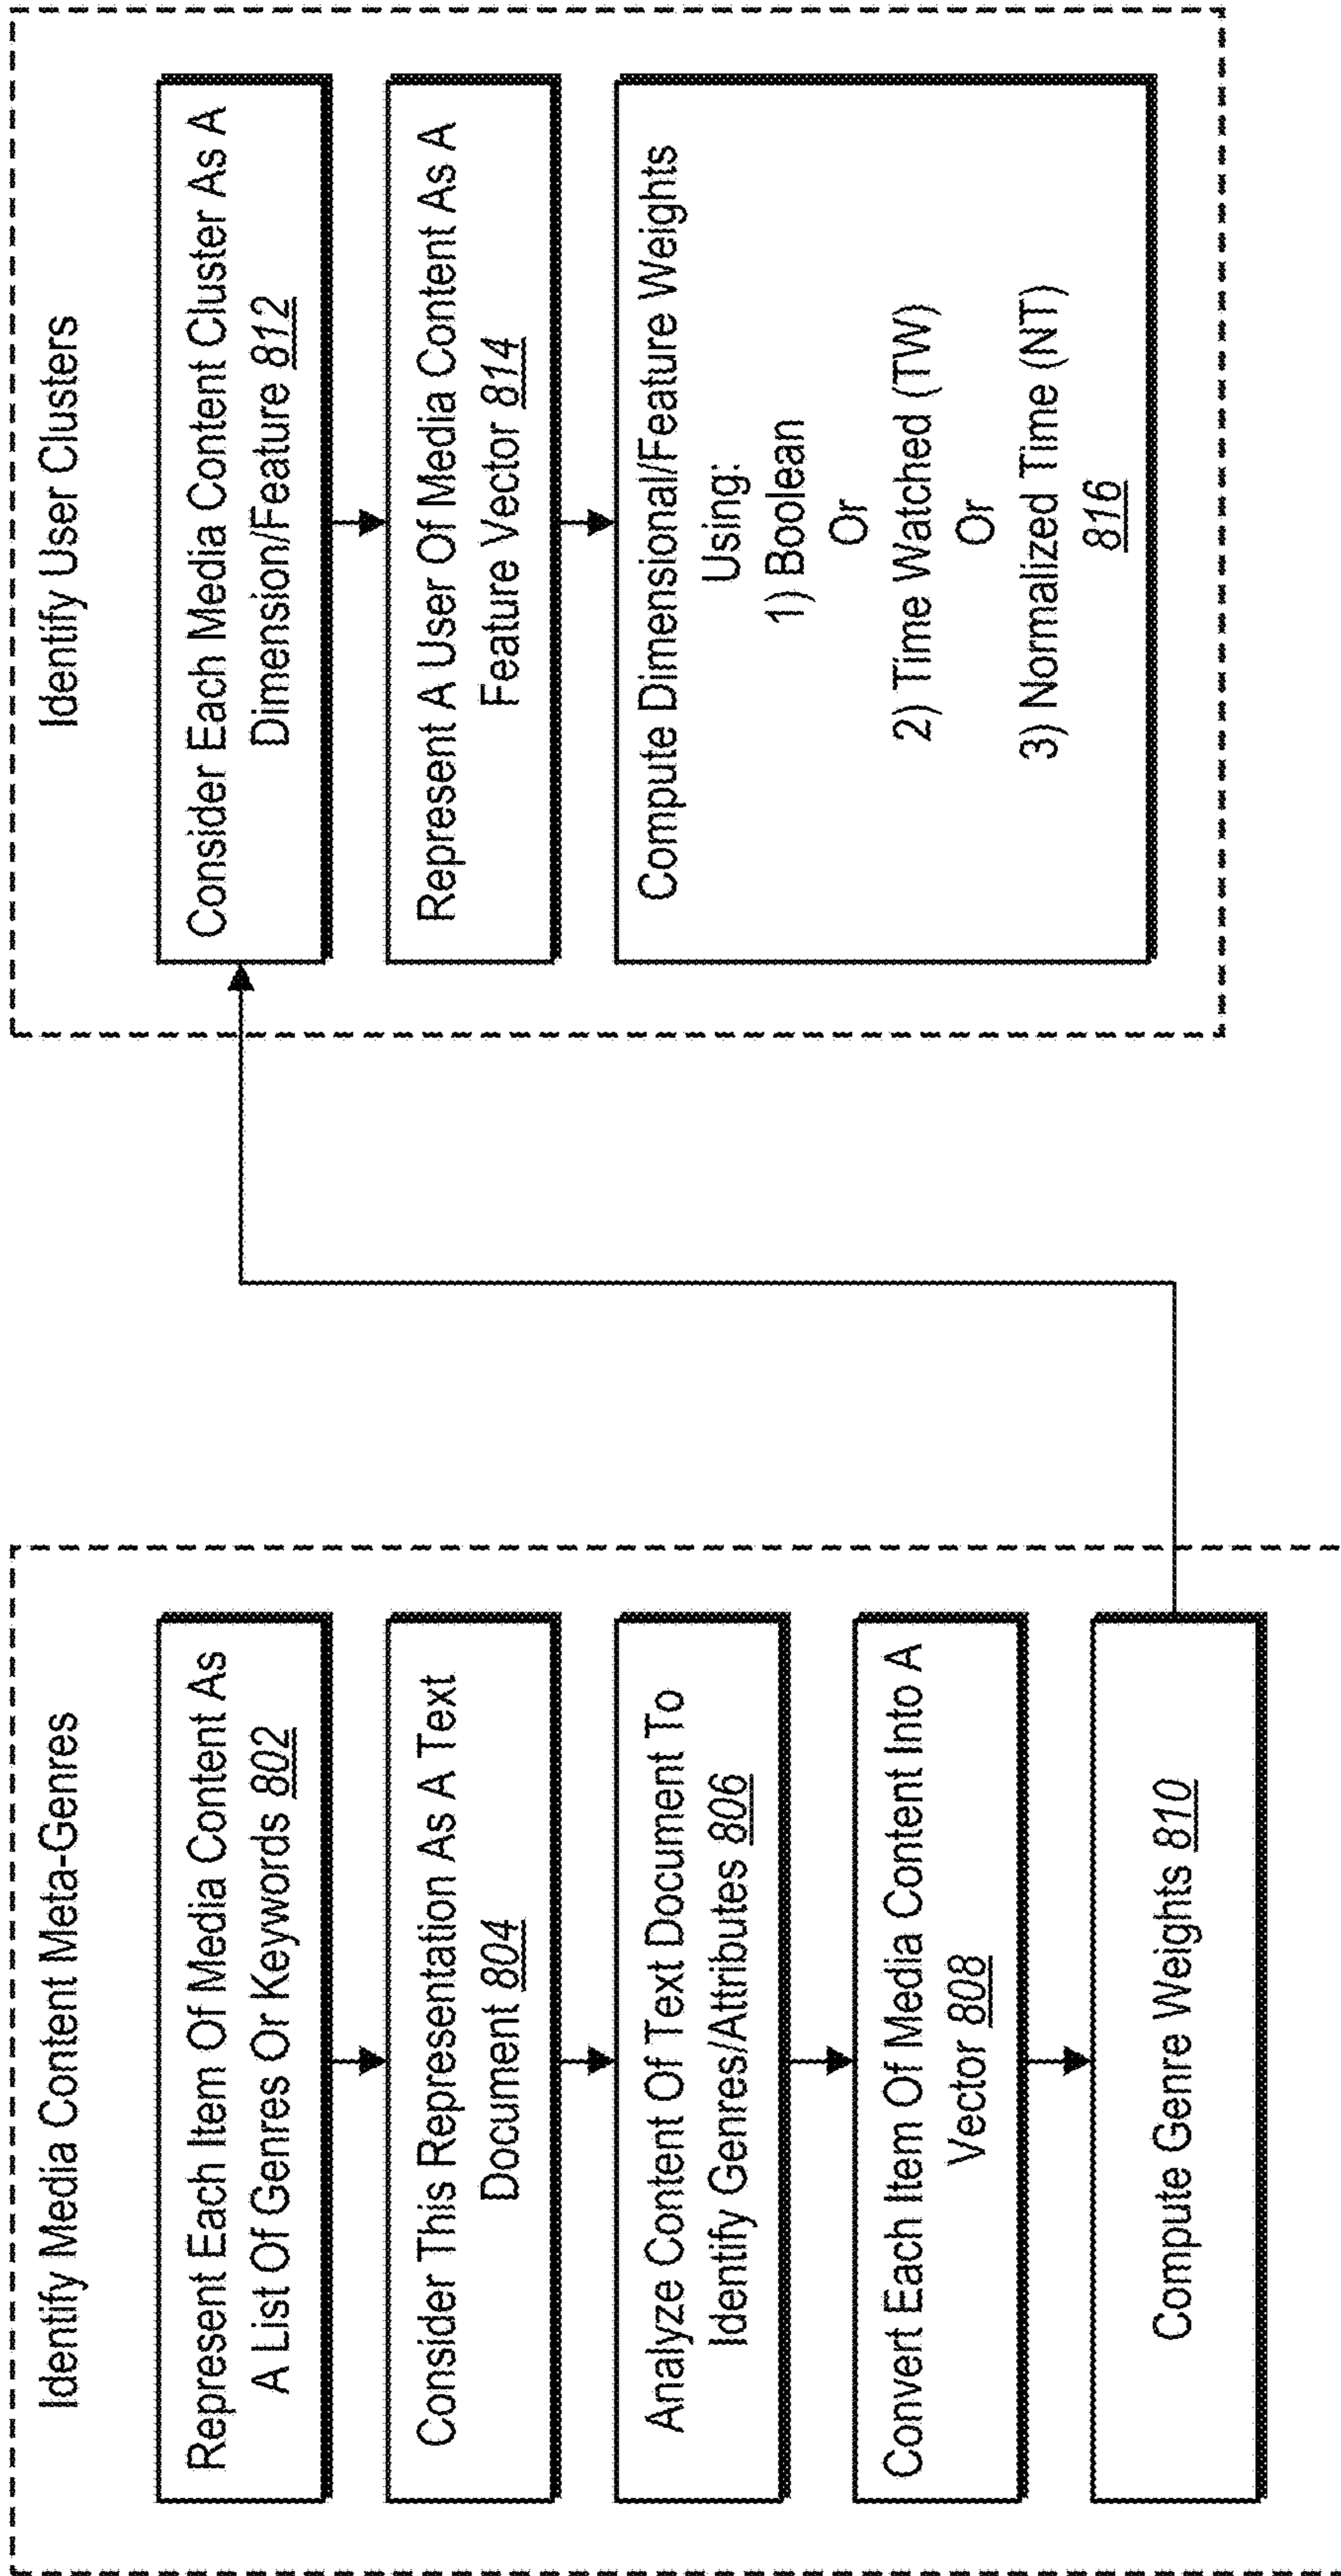 Identify Media Content Meta-Genres
Represent Each Item Of Media Content As
A List Of Genres Or Keywords 802
Consider This Representation As A Text
Document 804
Analyze Content Of Text Document To
Identify Genres/Attributes 806
Convert Each Item Of Media Content Into A
Vector 808
Compute Genre Weights 810
Identify User Clusters
Consider Each Media Content Cluster As A
Dimension/Feature 812
Represent A User Of Media Content As A
Feature Vector 814
Compute Dimensional/Feature Weights
Using:
1) Boolean
Or
2) Time Watched (TW)
Or
3) Normalized Time (NT)
816